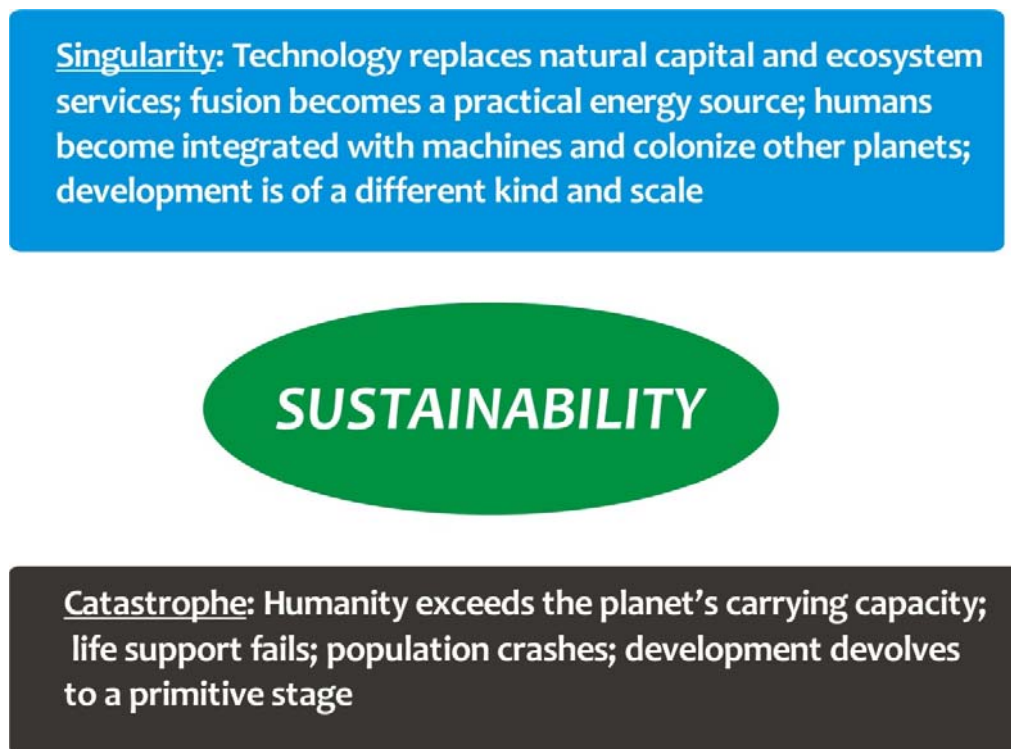 Singularity: Technology replaces natural capital and ecosystem
services; fusion becomes a practical energy source; humans
become integrated with machines and colonize other planets;
development is of a different kind and scale
SUSTAINABILITY
Catastrophe: Humanity exceeds the planet’s carrying capacity;
life support fails; population crashes; development devolves
to a primitive stage